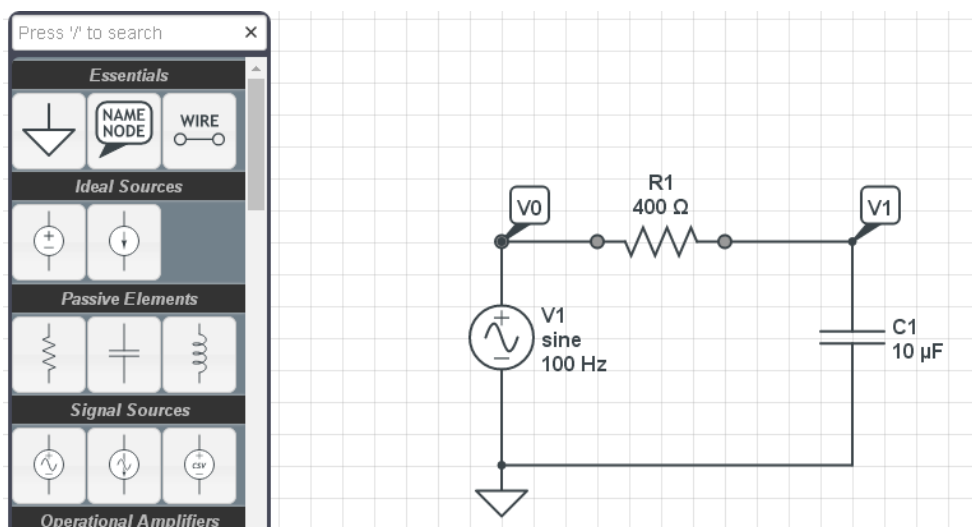 Press '/' to search
×
Essentials
NAME
NODE
WIRE
Ideal Sources
Passive Elements
Signal Sources
CSV
Operational Amplifiers
V0
R1
400 Ω
V1
V1
sine
100 Hz
C1
10 µF